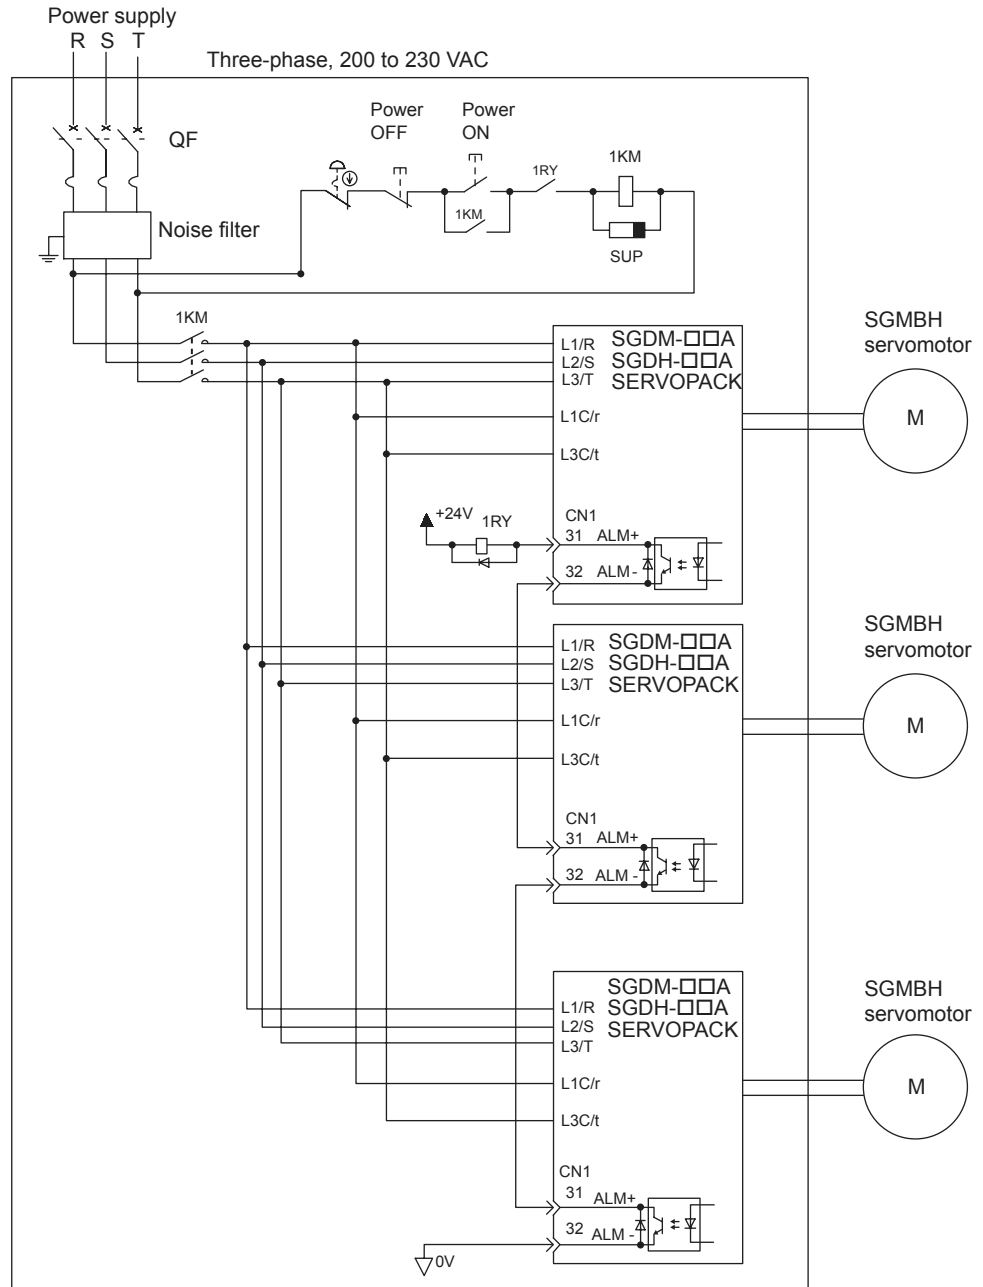 Power supply
R S T
Three-phase, 200 to 230 VAC
QF
Power
OFF
Power
ON
1RY
1KM
1KM
SUP
Noise filter
1KM
L1/R
L2/S
L3/T
L1C/r
L3C/t
SGDM-□□A
SGDH-□□A
SERVOPACK
SGMBH
servomotor
M
+24V
1RY
CN1
31 ALM+
32 ALM-
L1/R
L2/S
L3/T
L1C/r
L3C/t
SGDM-□□A
SGDH-□□A
SERVOPACK
SGMBH
servomotor
M
CN1
31 ALM+
32 ALM -
SGDM-□□A
L1/R
SGDH-□□A
L2/S
SERVOPACK
L3/T
L1C/r
L3C/t
SGMBH
servomotor
M
CN1
31 ALM+
32 ALM -
0V